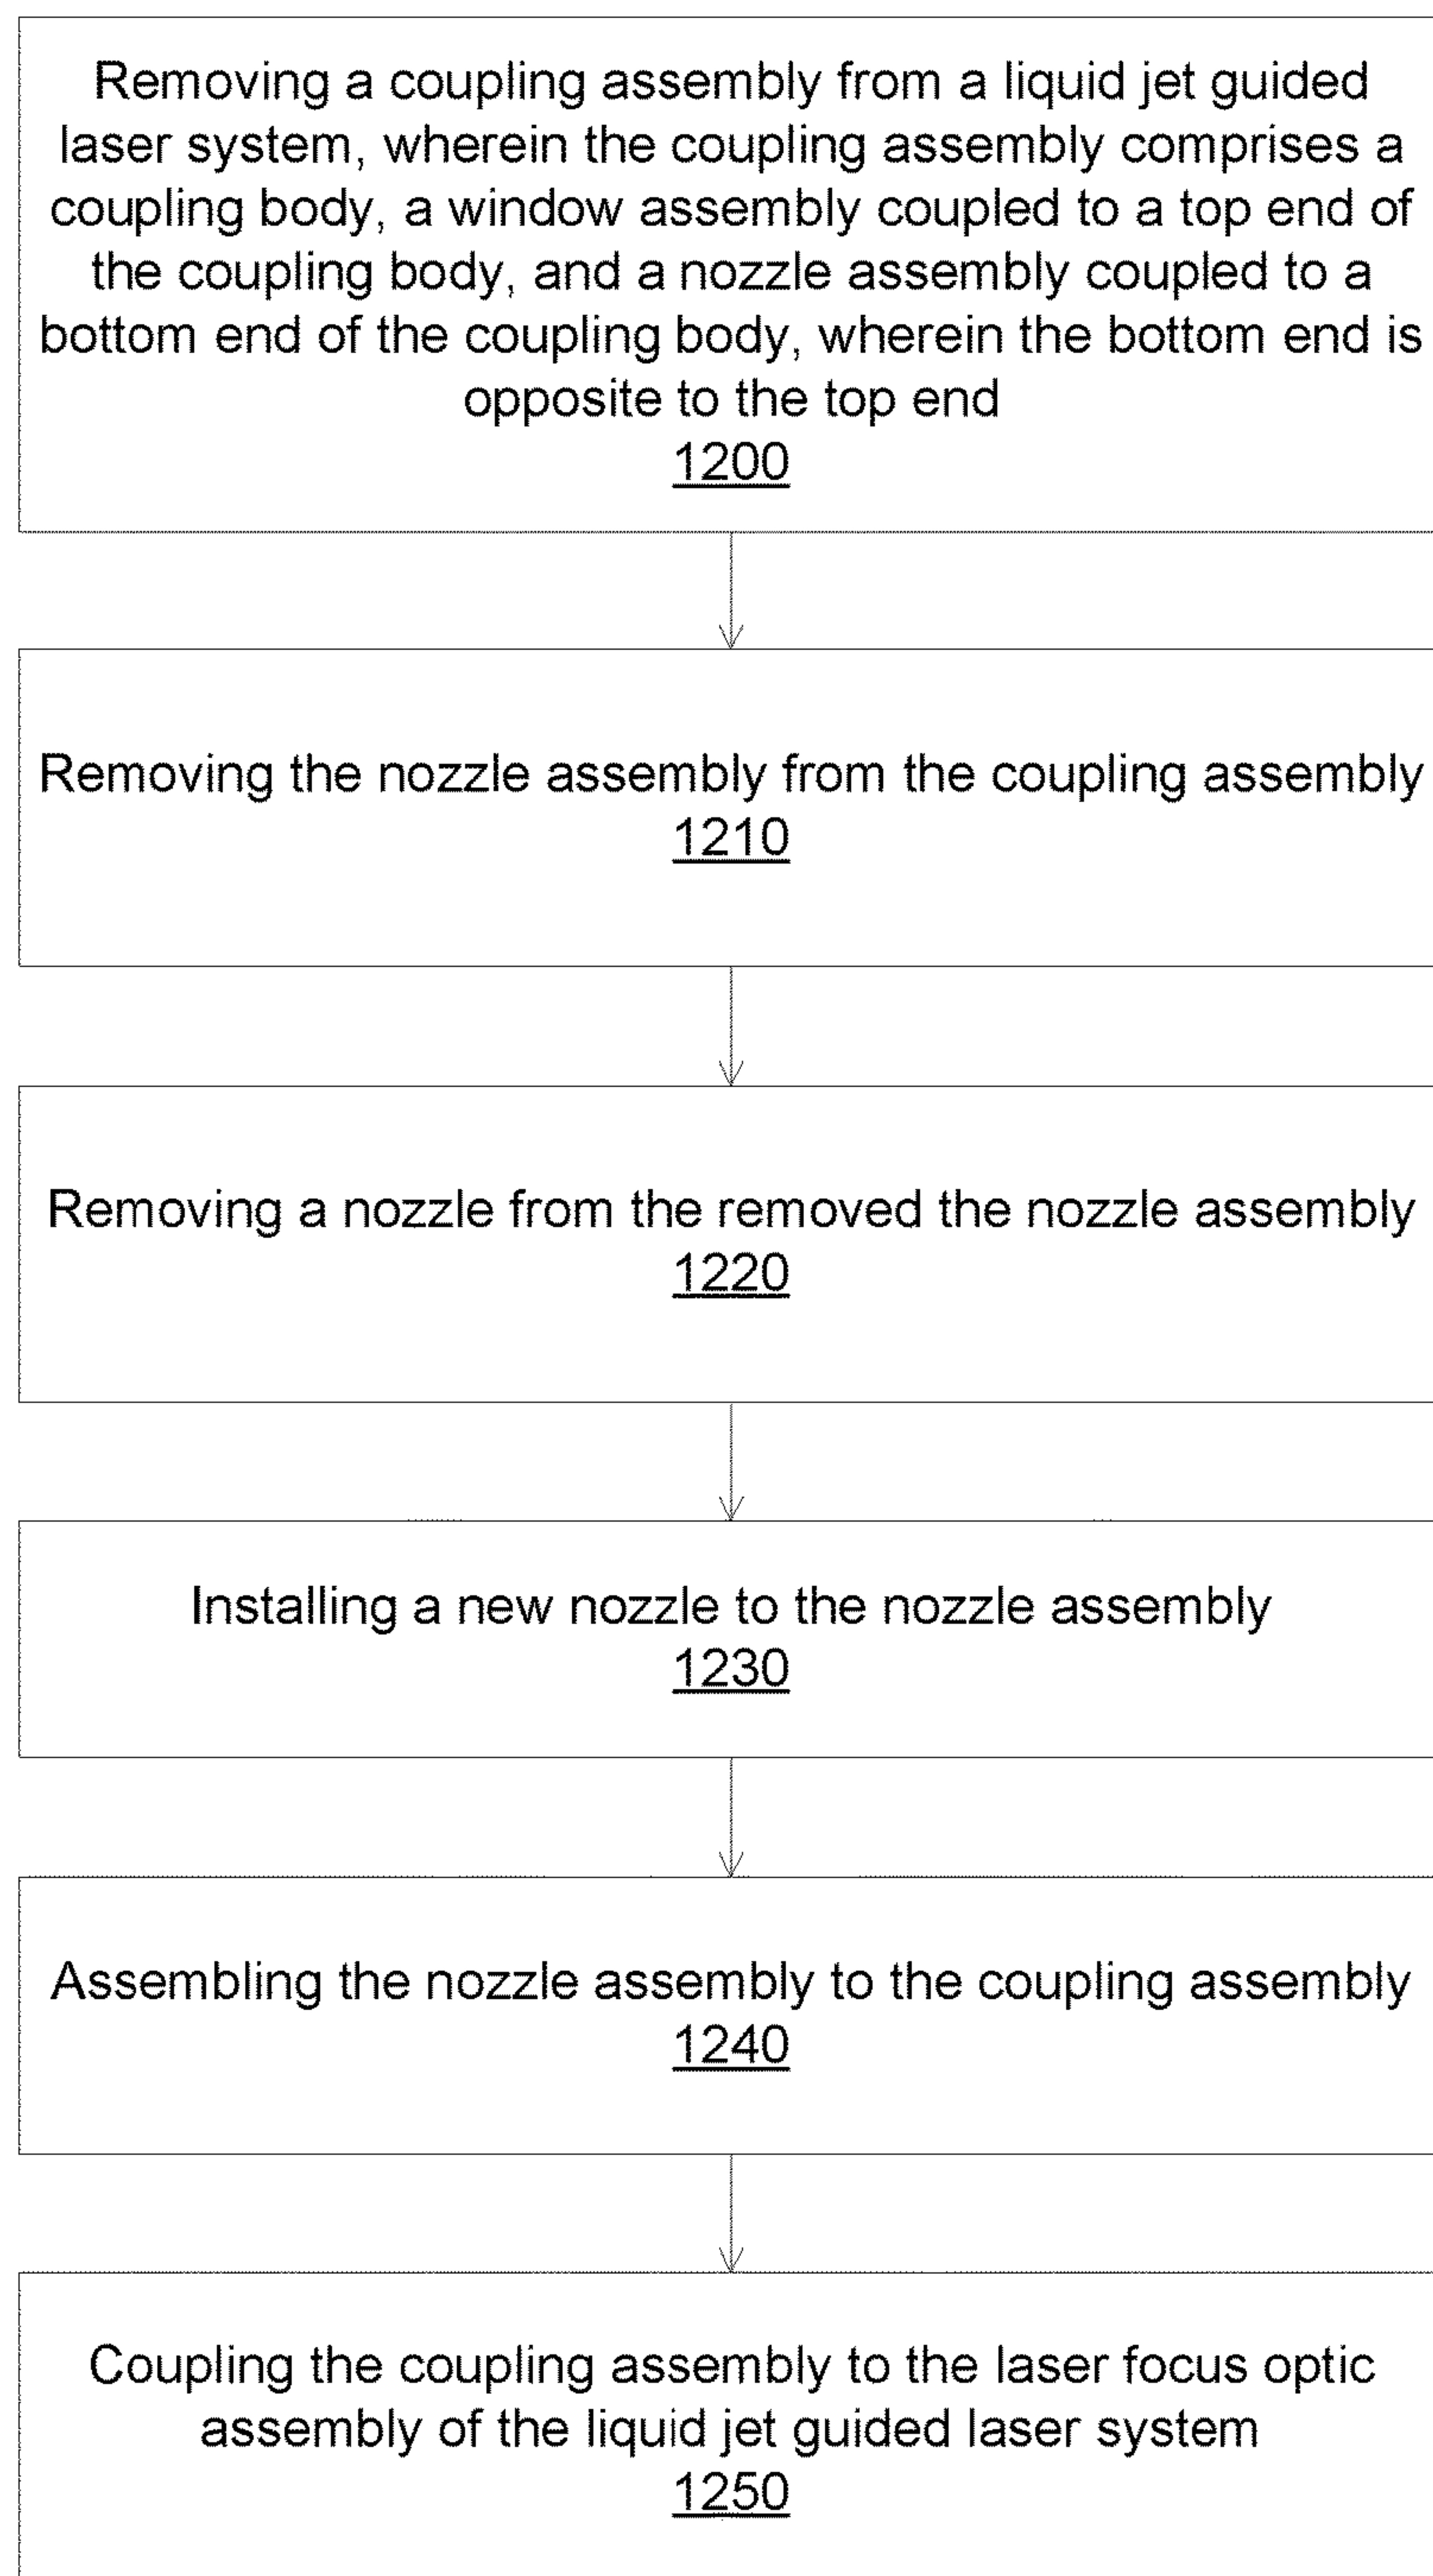 Removing a coupling assembly from a liquid jet guided
laser system, wherein the coupling assembly comprises a
coupling body, a window assembly coupled to a top end of
the coupling body, and a nozzle assembly coupled to a
bottom end of the coupling body, wherein the bottom end is
opposite to the top end
1200
Removing the nozzle assembly from the coupling assembly
1210
Removing a nozzle from the removed the nozzle assembly
1220
Installing a new nozzle to the nozzle assembly
1230
Assembling the nozzle assembly to the coupling assembly
1240
Coupling the coupling assembly to the laser focus optic
assembly of the liquid jet guided laser system
1250